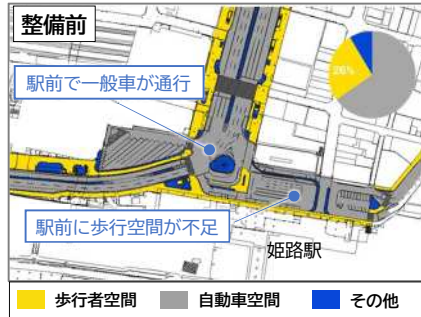 整備前
26%
駅前で一般車が通行
駅前に歩行空間が不足
姫路駅
歩行者空間
自動車空間
その他